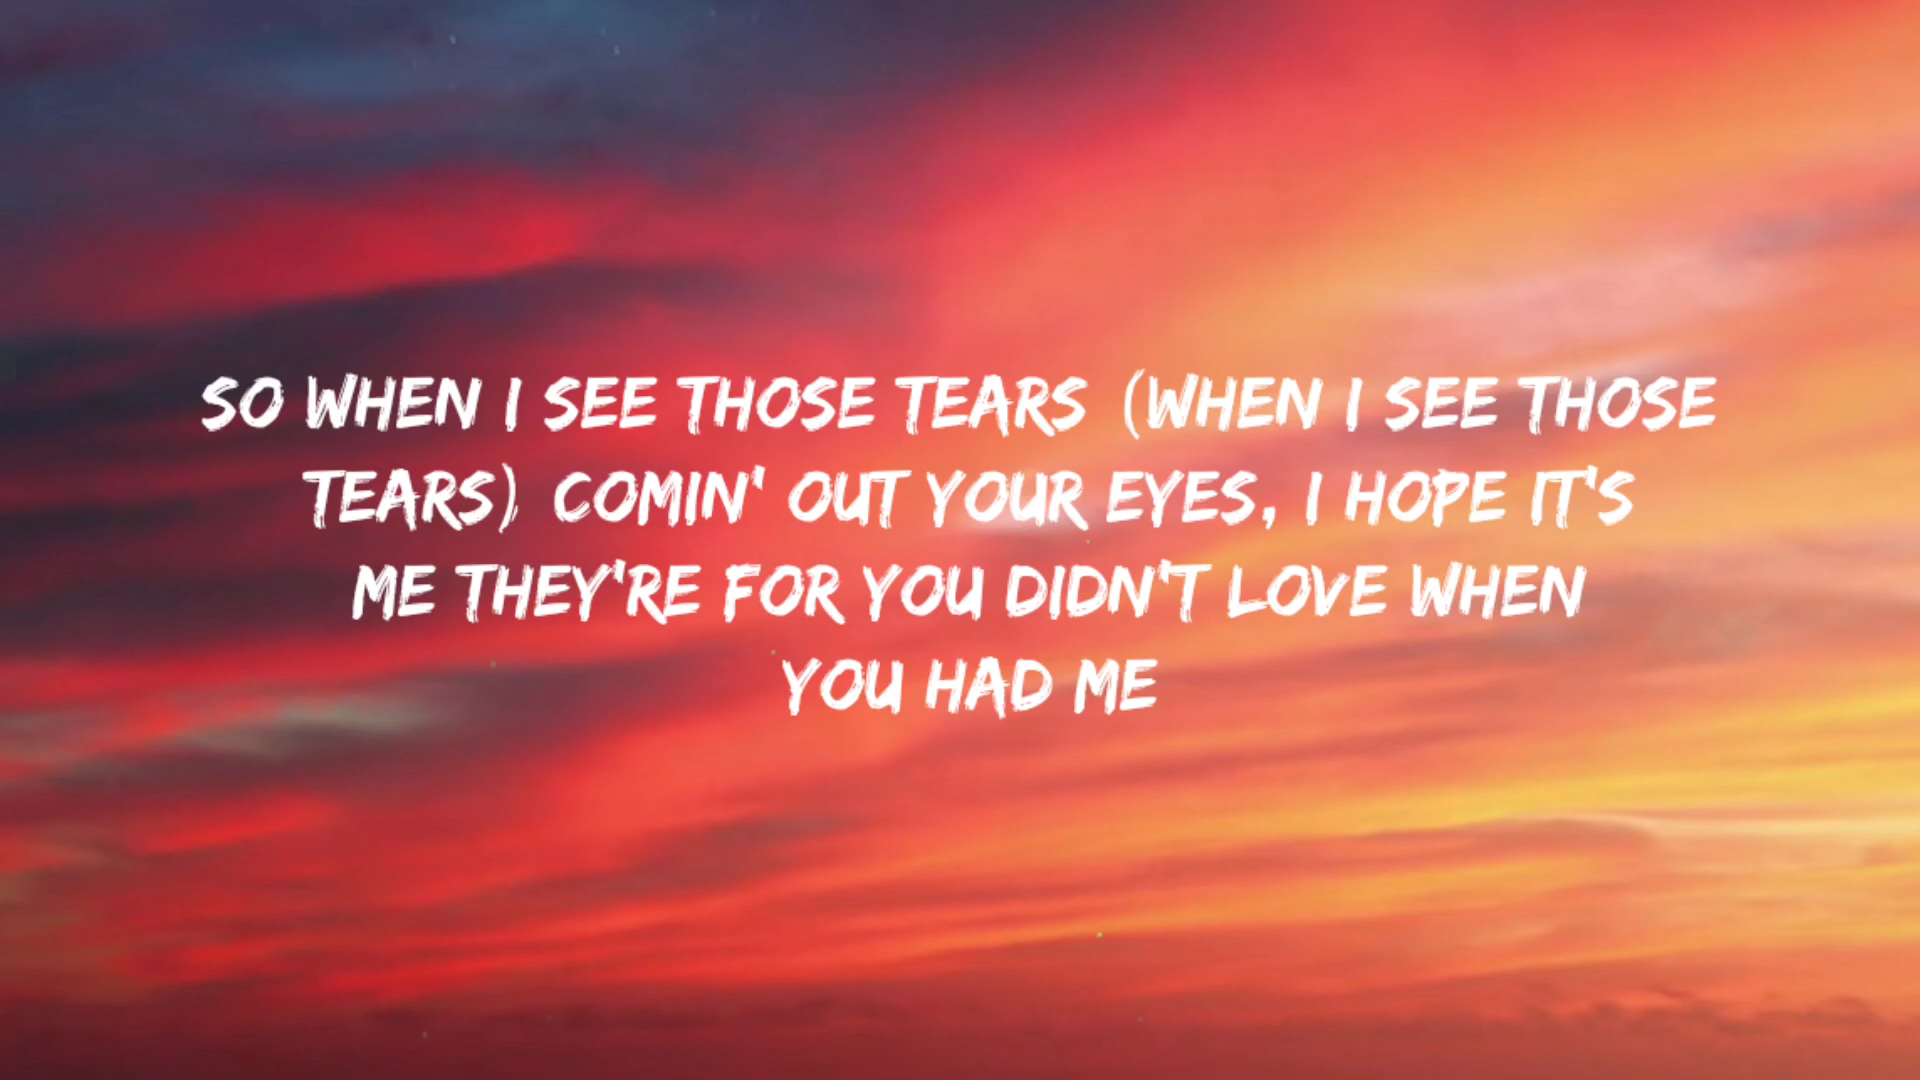 SO WHEN I SEE THOSE TEARS (WHEN I SEE THOSE
TEARS) COMIN' OUT YOUR EYES, I HOPE IT'S
ME THEY'RE FOR YOU DIDN'T LOVE WHEN
YOU HAD ME